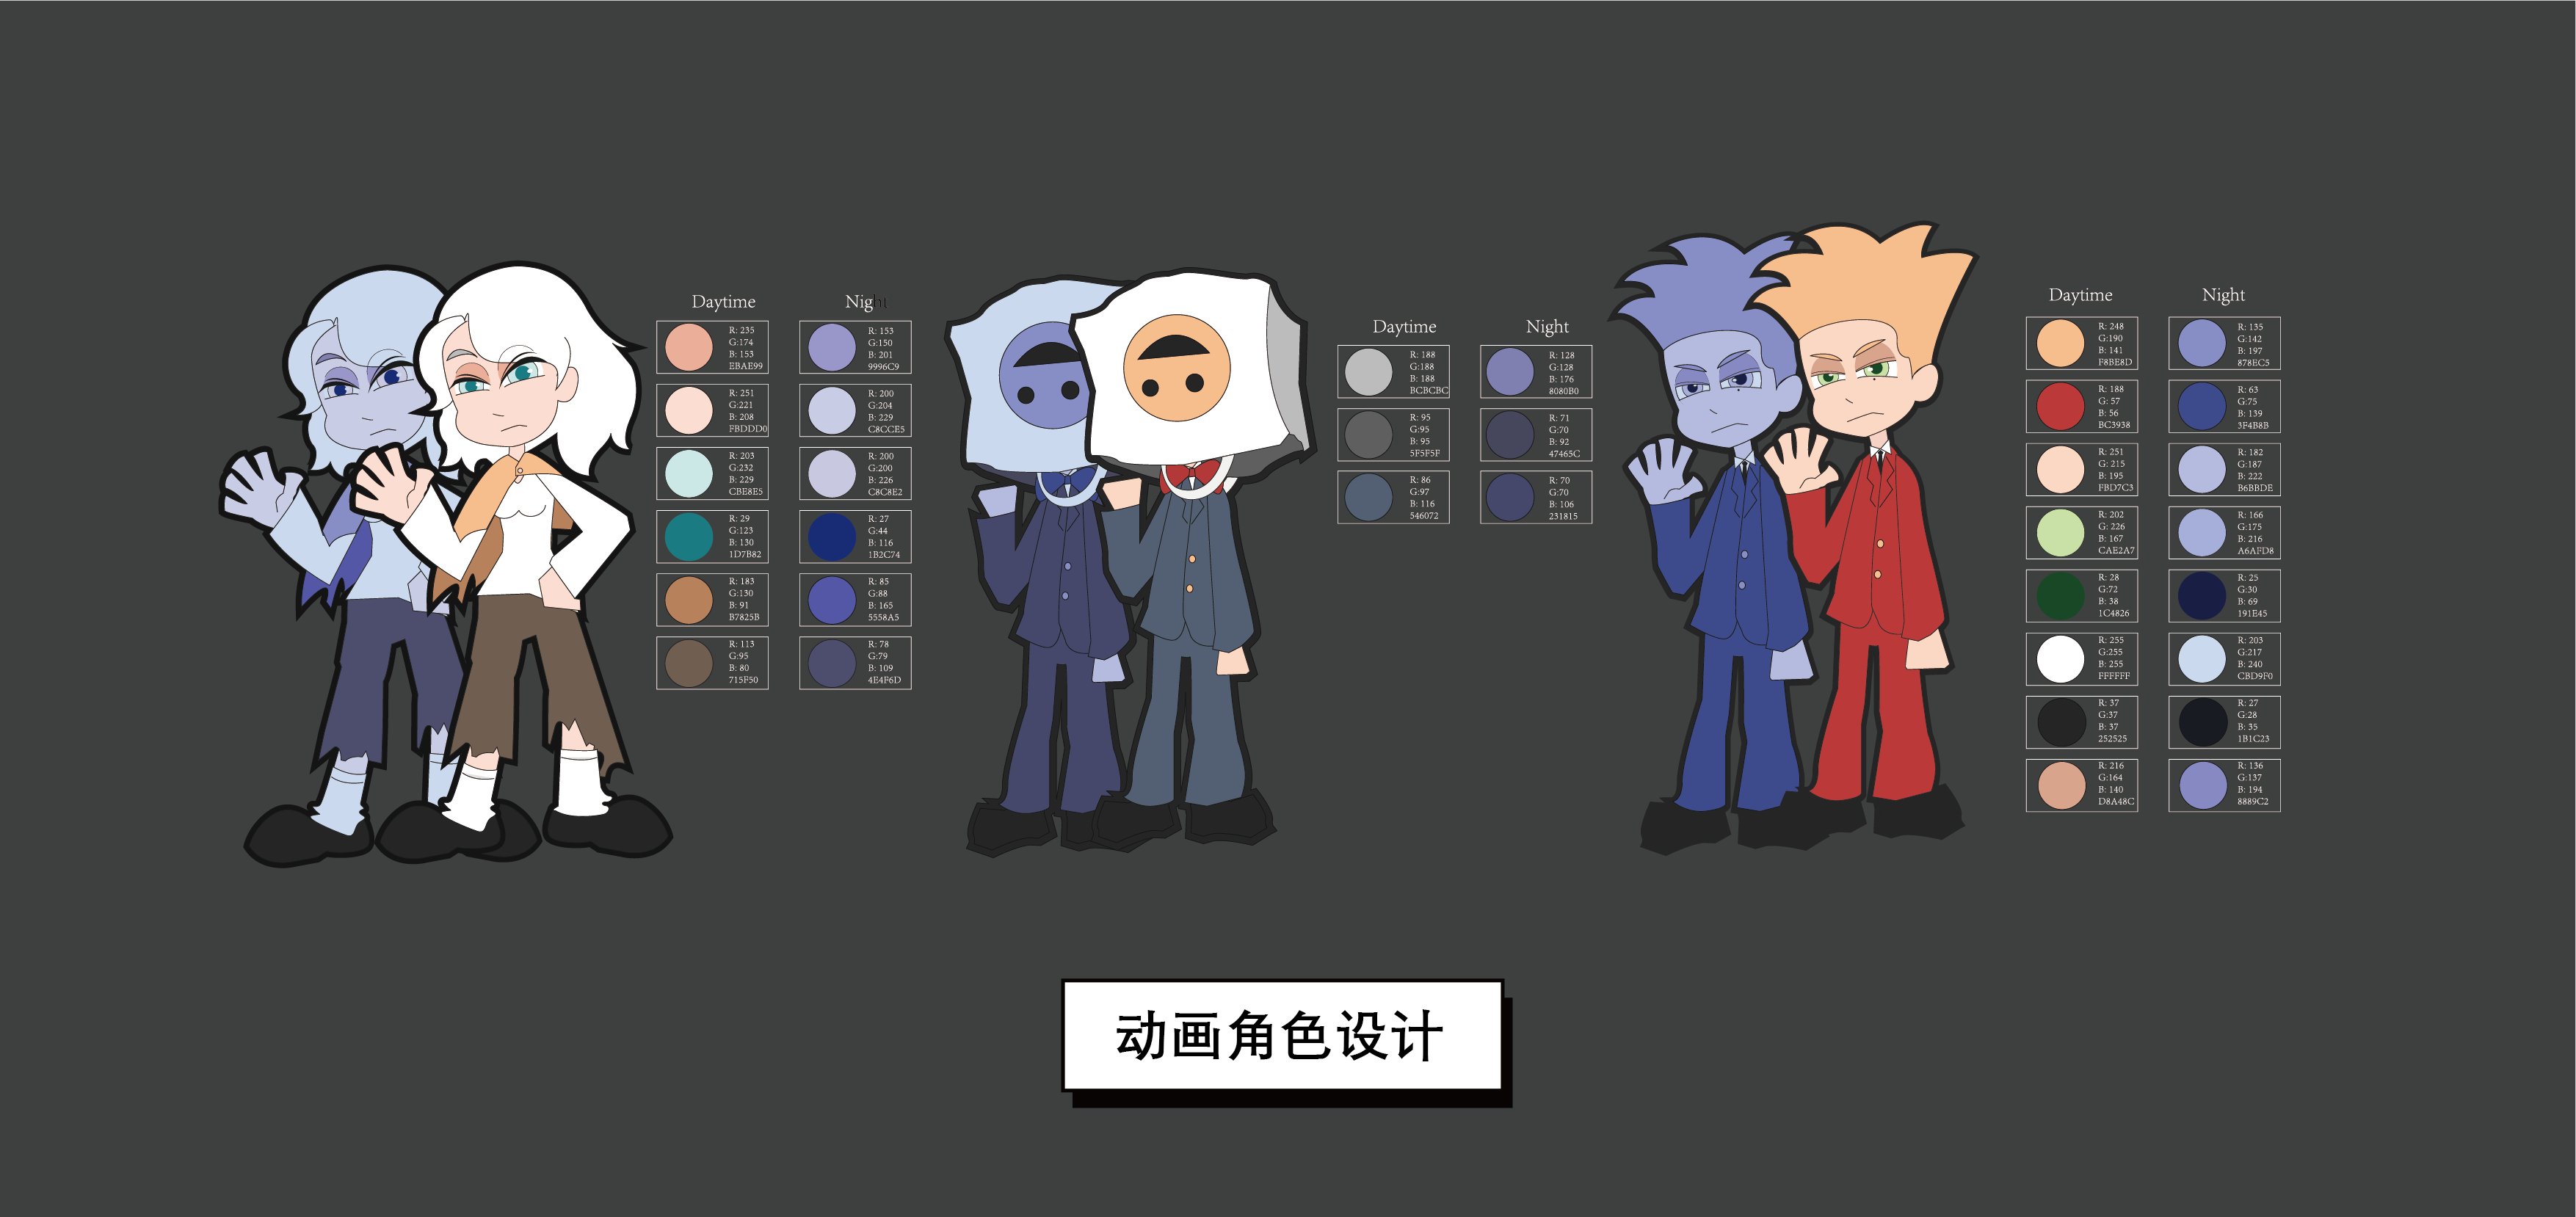 Daytime
R: 235
G:174
B: 153
EBAE99
R: 251
G:221
B: 208
FBDDD0
R: 203
G:232
B: 229
CBE8E5
R: 29
G:123
B: 130
1D7B82
R: 183
G:130
B: 91
B7825B
R: 113
G:95
B: 80
715F50
Night
R: 153
G:150
B: 201
9996C9
R: 200
G:204
B: 229
C8CCE5
R: 200
G:200
B: 226
C8C8E2
R: 27
G:44
B: 116
1B2C74
R: 85
G:88
B: 165
5558A5
R: 78
G:79
B: 109
4E4F6D
Daytime
R: 188
G:188
B: 188
BCBCBC
R: 95
G:95
B: 95
5F5F5F
R: 86
G:97
B: 116
546072
Night
R: 128
G:128
B: 176
8080B0
R: 71
G:70
B: 92
47465C
R: 70
G:70
B: 106
231815
Daytime
R: 248
G:190
B: 141
F8BE8D
R: 188
G:57
B: 56
BC3938
R: 251
G:215
B: 195
FBD7C3
R: 202
G:226
B: 167
CAE2A7
R: 28
G:72
B: 38
1C4826
R: 255
G:255
B: 255
FFFFFF
R: 37
G:37
B: 37
252525
R: 216
G:164
B: 140
D8A48C
Night
R: 135
G:142
B: 197
878EC5
R: 63
G:75
B: 139
3F4B8B
R: 182
G:187
B: 222
B6BBDE
R: 166
G:175
B: 216
A6AFD8
R: 25
G:30
B: 69
191E45
R: 203
G:217
B: 240
CBD9F0
R: 27
G:28
B: 35
1B1C23
R: 136
G:137
B: 194
8889C2
动画角色设计